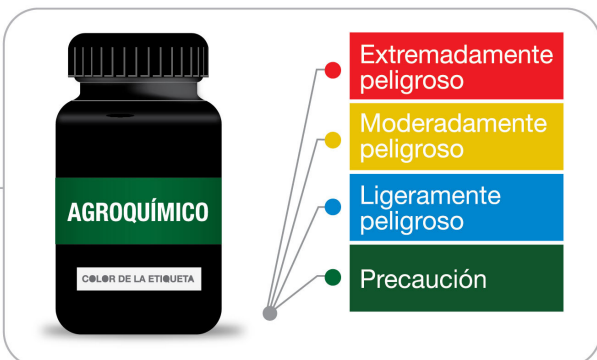 AGROQUÍMICO
COLOR DE LA ETIQUETA
Extremadamente
peligroso
Moderadamente
peligroso
Ligeramente
peligroso
Precaución